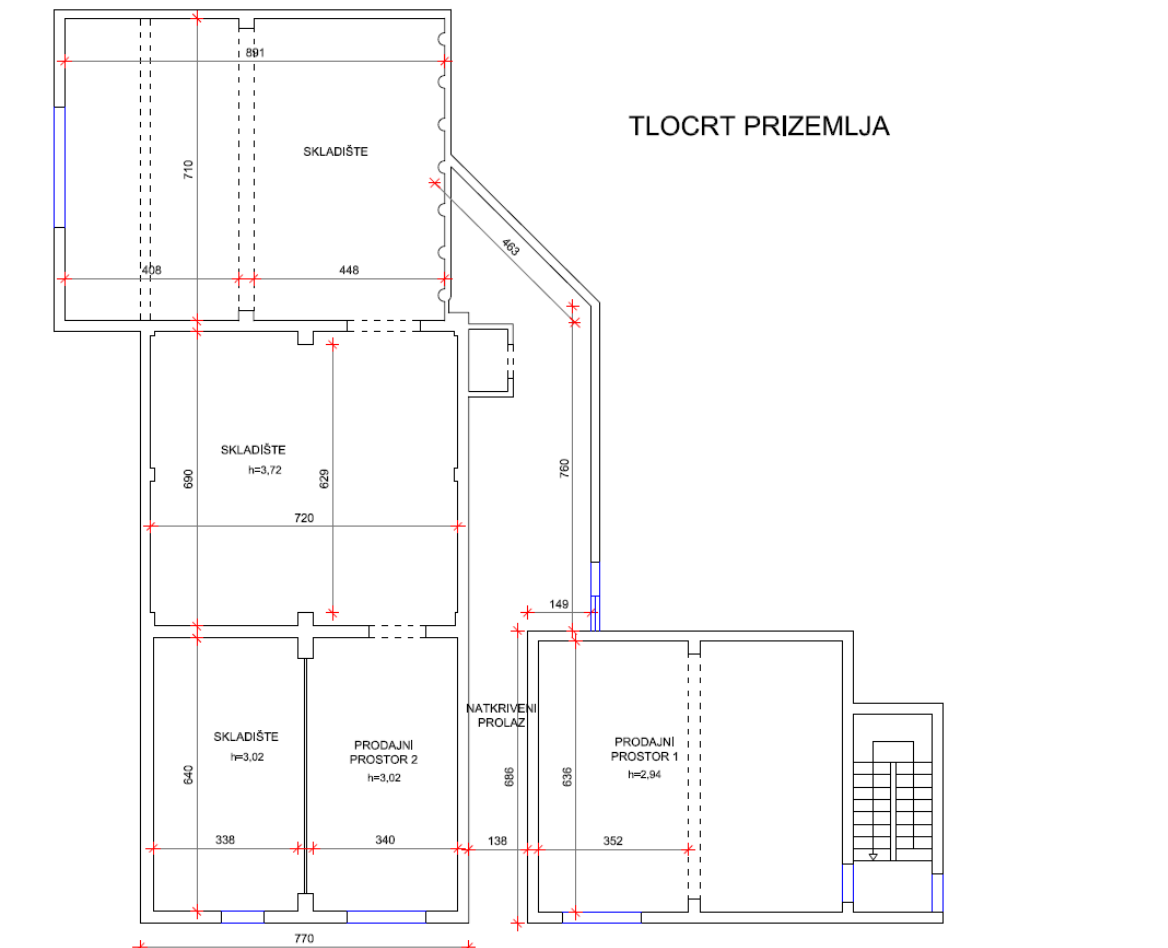 891
TLOCRT PRIZEMLJA
SKLADIŠTE
710
463
408
448
SKLADIŠTE
h=3,72
690
629
760
720
149
NATKRIVENI
PROLAZ
SKLADIŠTE
h=3,02
PRODAJNI
PROSTOR 2
h=3,02
PRODAJNI
PROSTOR 1
h=2,94
640
686
636
338
340
138
352
770